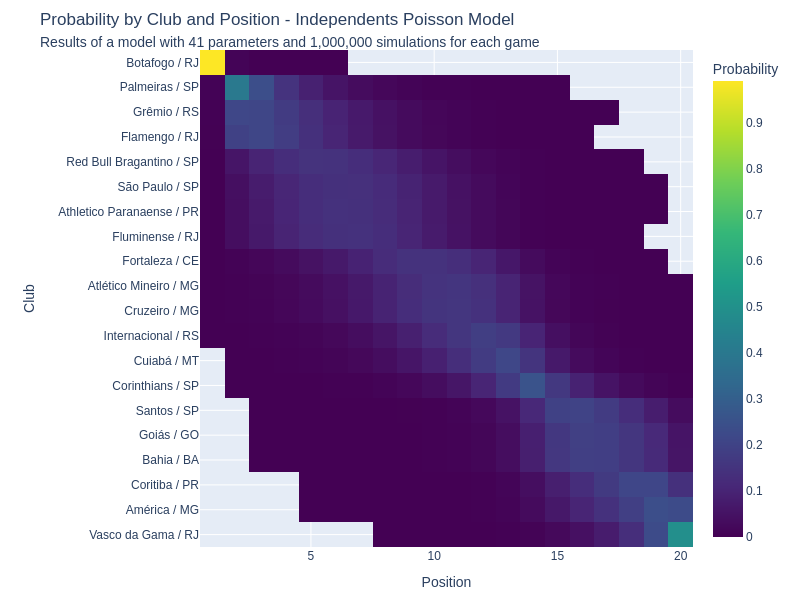 Probability by Club and Position - Independents Poisson Model
Results of a model with 41 parameters and 1,000,000 simulations for each game
Probability
Botafogo / RJ
Palmeiras / SP
Grêmio / RS
Flamengo / RJ
Red Bull Bragantino / SP
São Paulo / SP
Athletico Paranaense / PR
Fluminense / RJ
Fortaleza / CE
Atlético Mineiro / MG
Cruzeiro / MG
Internacional / RS
Cuiabá / MT
Corinthians / SP
Santos / SP
Goiás / GO
Bahia / BA
Coritiba / PR
América / MG
Vasco da Gama / RJ
Club
5
10
15
20
Position
0.9
0.8
0.7
0.6
0.5
0.4
0.3
0.2
0.1
0